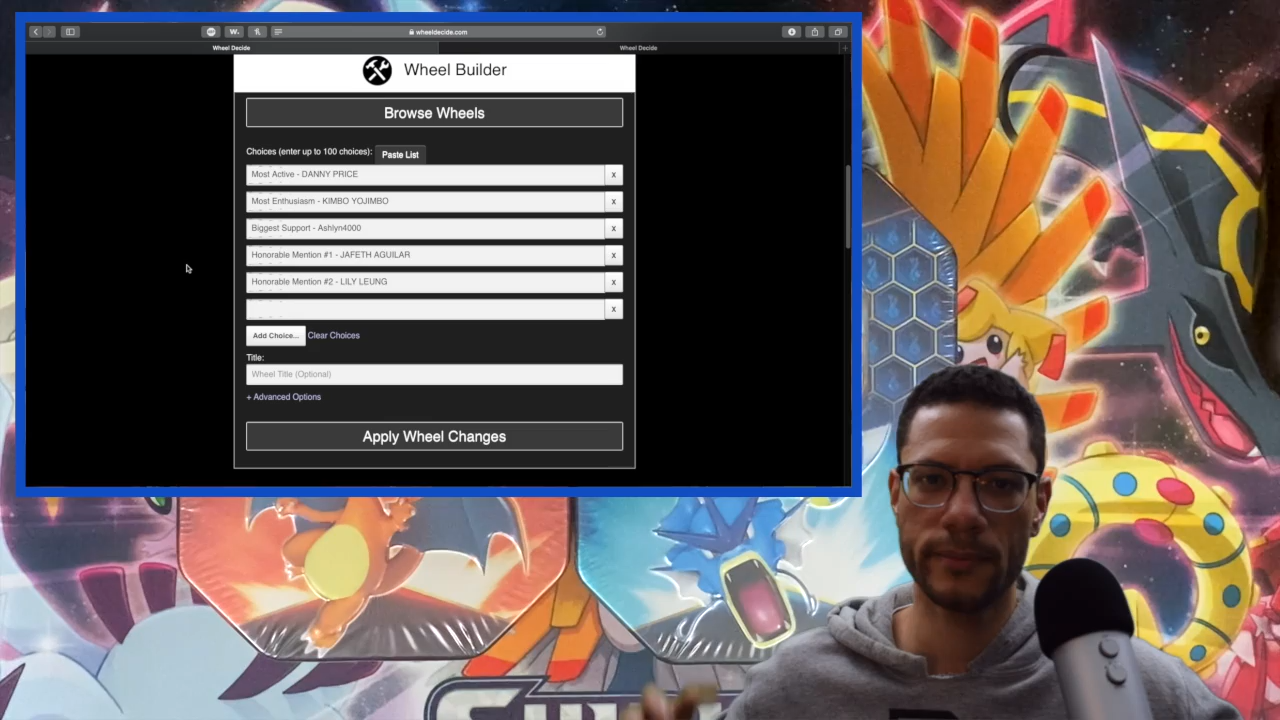 wheeldecide.com
Wheel Decide
Wheel Decide
Wheel Builder
Browse Wheels
Choices (enter up to 100 choices):
Paste List
Most Active - DANNY PRICE
x
Most Enthusiasm - KIMBO YOJIMBO
x
Biggest Support - Ashlyn4000
x
Honorable Mention #1 - JAFETH AGUILAR
x
Honorable Mention #2 - LILY LEUNG
x
x
Add Choice...
Clear Choices
Title:
Wheel Title (Optional)
+ Advanced Options
Apply Wheel Changes